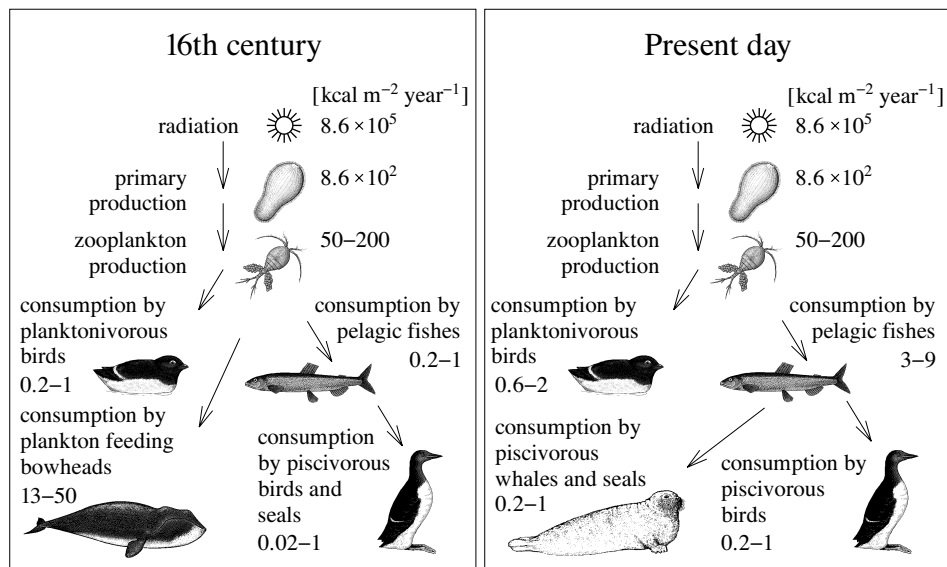 16th century
[kcal m⁻² year⁻¹]
radiation
8.6 × 10⁵
primary
production
8.6 × 10²
zooplankton
production
50–200
consumption by
planktonivorous
birds
0.2–1
consumption by
pelagic fishes
0.2–1
consumption by
plankton feeding
bowheads
13–50
consumption
by piscivorous
birds and
seals
0.02–1
Present day
[kcal m⁻² year⁻¹]
radiation
8.6 × 10⁵
primary
production
8.6 × 10²
zooplankton
production
50–200
consumption by
planktonivorous
birds
0.6–2
consumption by
pelagic fishes
3–9
consumption by
piscivorous
whales and seals
0.2–1
consumption by
piscivorous
birds
0.2–1